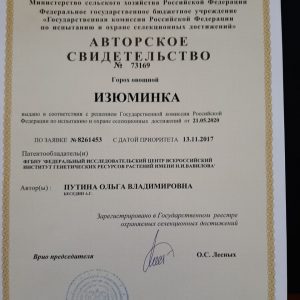 Министерство сельского хозяйства Российской Федерации
Федеральное государственное бюджетное учреждение
«Государственная комиссия Российской Федерации
по испытанию и охране селекционных достижений»
АВТОРСКОЕ
СВИДЕТЕЛЬСТВО
№ 73169
Горох овощной
ИЗЮМИНКА
выдано в соответствии с решением Государственной комиссии Российской
Федерации по испытанию и охране селекционных достижений от 21.05.2020
ПО ЗАЯВКЕ № 8261453 С ДАТОЙ ПРИОРИТЕТА 13.11.2017
Патентообладатель(и)
ФГБНУ 'ФЕДЕРАЛЬНЫЙ ИССЛЕДОВАТЕЛЬСКИЙ ЦЕНТР ВСЕРОССИЙСКИЙ
ИНСТИТУТ ГЕНЕТИЧЕСКИХ РЕСУРСОВ РАСТЕНИЙ ИМ. Н.И.ВАВИЛОВА'
Автор(ы) : ПУТИНА ОЛЬГА ВЛАДИМИРОВНА
БЕСЕДИН А.Г.
Зарегистрировано в Государственном реестре
охраняемых селекционных достижений
Врио председателя О.С. Лесных